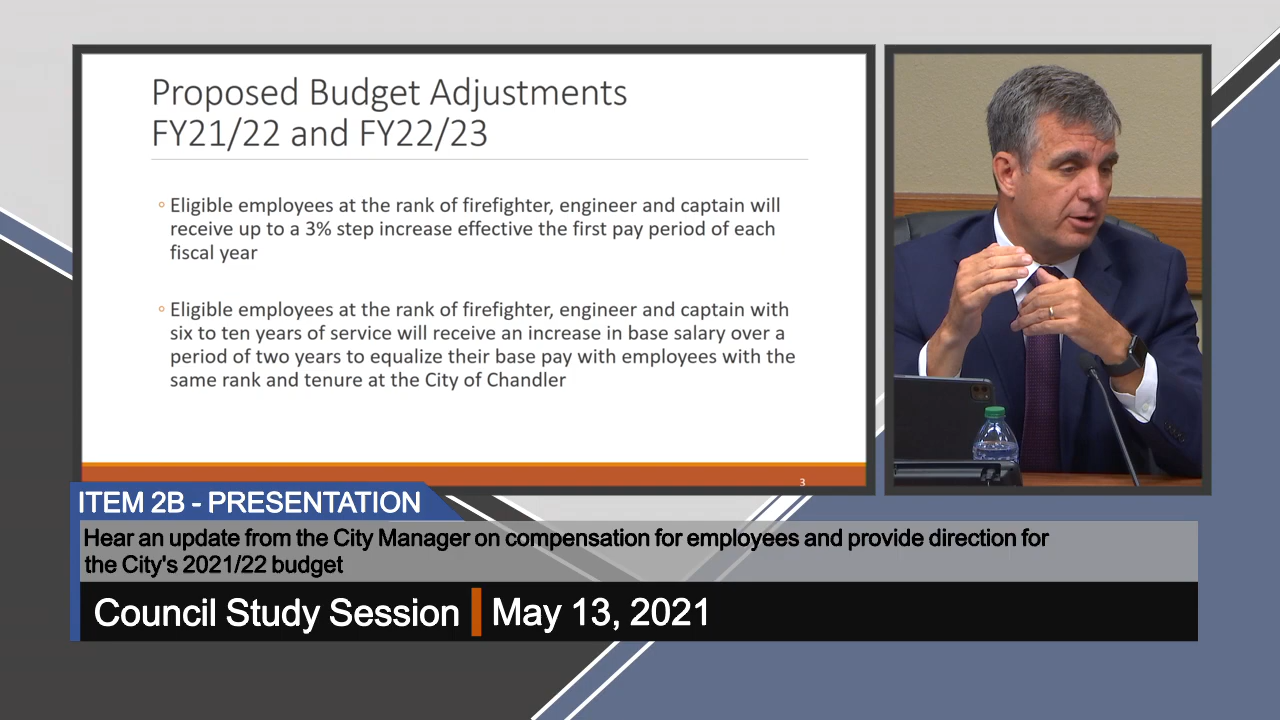 Proposed Budget Adjustments
FY21/22 and FY22/23
Eligible employees at the rank of firefighter, engineer and captain will
receive up to a 3% step increase effective the first pay period of each
fiscal year
Eligible employees at the rank of firefighter, engineer and captain with
six to ten years of service will receive an increase in base salary over a
period of two years to equalize their base pay with employees with the
same rank and tenure at the City of Chandler
3
ITEM 2B - PRESENTATION
Hear an update from the City Manager on compensation for employees and provide direction for
the City's 2021/22 budget
Council Study Session
May 13, 2021